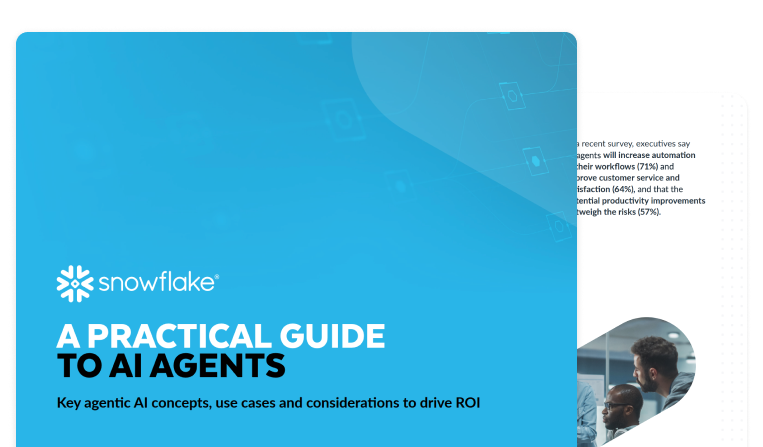 snowflake®
A PRACTICAL GUIDE
TO AI AGENTS
Key agentic AI concepts, use cases and considerations to drive ROI
a recent survey, executives say
agents will increase automation
their workflows (71%) and
prove customer service and
isfaction (64%), and that the
tential productivity improvements
tweigh the risks (57%).